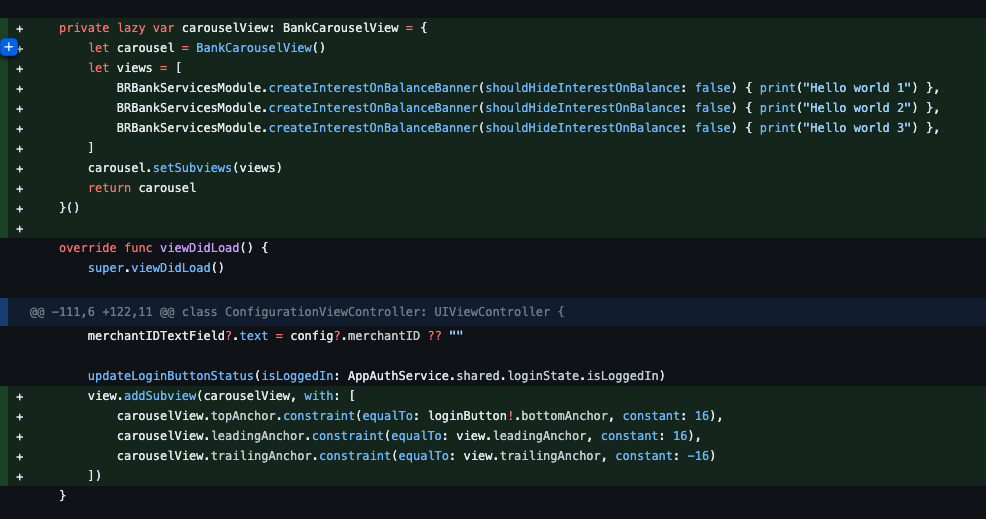 + private lazy var carouselView: BankCarouselView = {
+ let carousel = BankCarouselView()
+ let views = [
+ BRBankServicesModule.createInterestOnBalanceBanner(shouldHideInterestOnBalance: false) { print("Hello world 1") },
+ BRBankServicesModule.createInterestOnBalanceBanner(shouldHideInterestOnBalance: false) { print("Hello world 2") },
+ BRBankServicesModule.createInterestOnBalanceBanner(shouldHideInterestOnBalance: false) { print("Hello world 3") },
+ ]
+ carousel.setSubviews(views)
+ return carousel
+ }()
+
override func viewDidLoad() {
super.viewDidLoad()
@@ -111,6 +122,11 @@ class ConfigurationViewController: UIViewController {
merchantIDTextField?.text = config?.merchantID ?? ""
updateLoginButtonStatus(isLoggedIn: AppAuthService.shared.loginState.isLoggedIn)
+ view.addSubview(carouselView, with: [
+ carouselView.topAnchor.constraint(equalTo: loginButton!.bottomAnchor, constant: 16),
+ carouselView.leadingAnchor.constraint(equalTo: view.leadingAnchor, constant: 16),
+ carouselView.trailingAnchor.constraint(equalTo: view.trailingAnchor, constant: -16)
+ ])
}